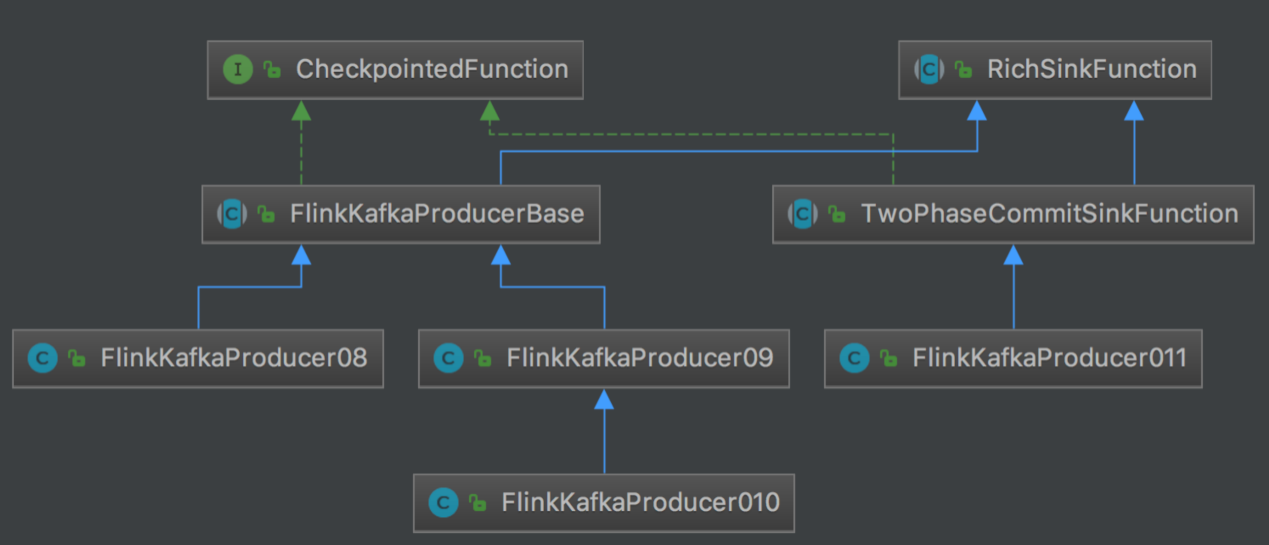 CheckpointedFunction
RichSinkFunction
FlinkKafkaProducerBase
TwoPhaseCommitSinkFunction
FlinkKafkaProducer08
FlinkKafkaProducer09
FlinkKafkaProducer011
FlinkKafkaProducer010